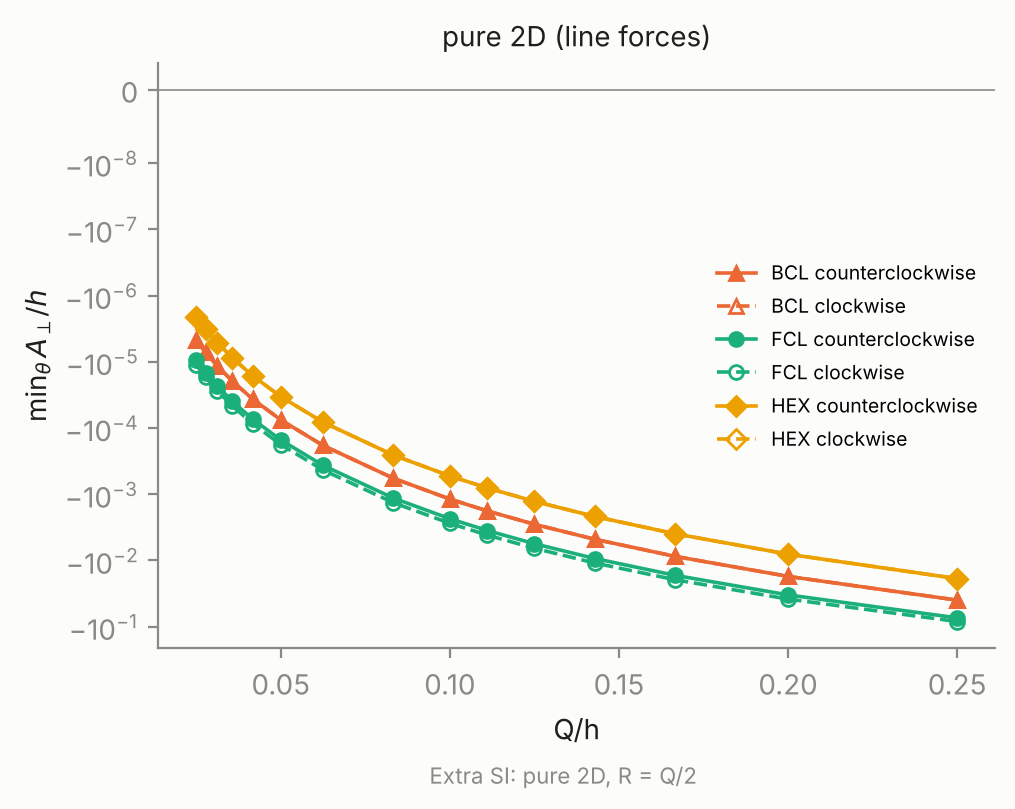 pure 2D (line forces)
0
−10⁻⁸
−10⁻⁷
−10⁻⁶
−10⁻⁵
−10⁻⁴
−10⁻³
−10⁻²
−10⁻¹
min_θ A_⊥/h
BCL counterclockwise
BCL clockwise
FCL counterclockwise
FCL clockwise
HEX counterclockwise
HEX clockwise
0.05 0.10 0.15 0.20 0.25
Q/h
Extra SI: pure 2D, R = Q/2